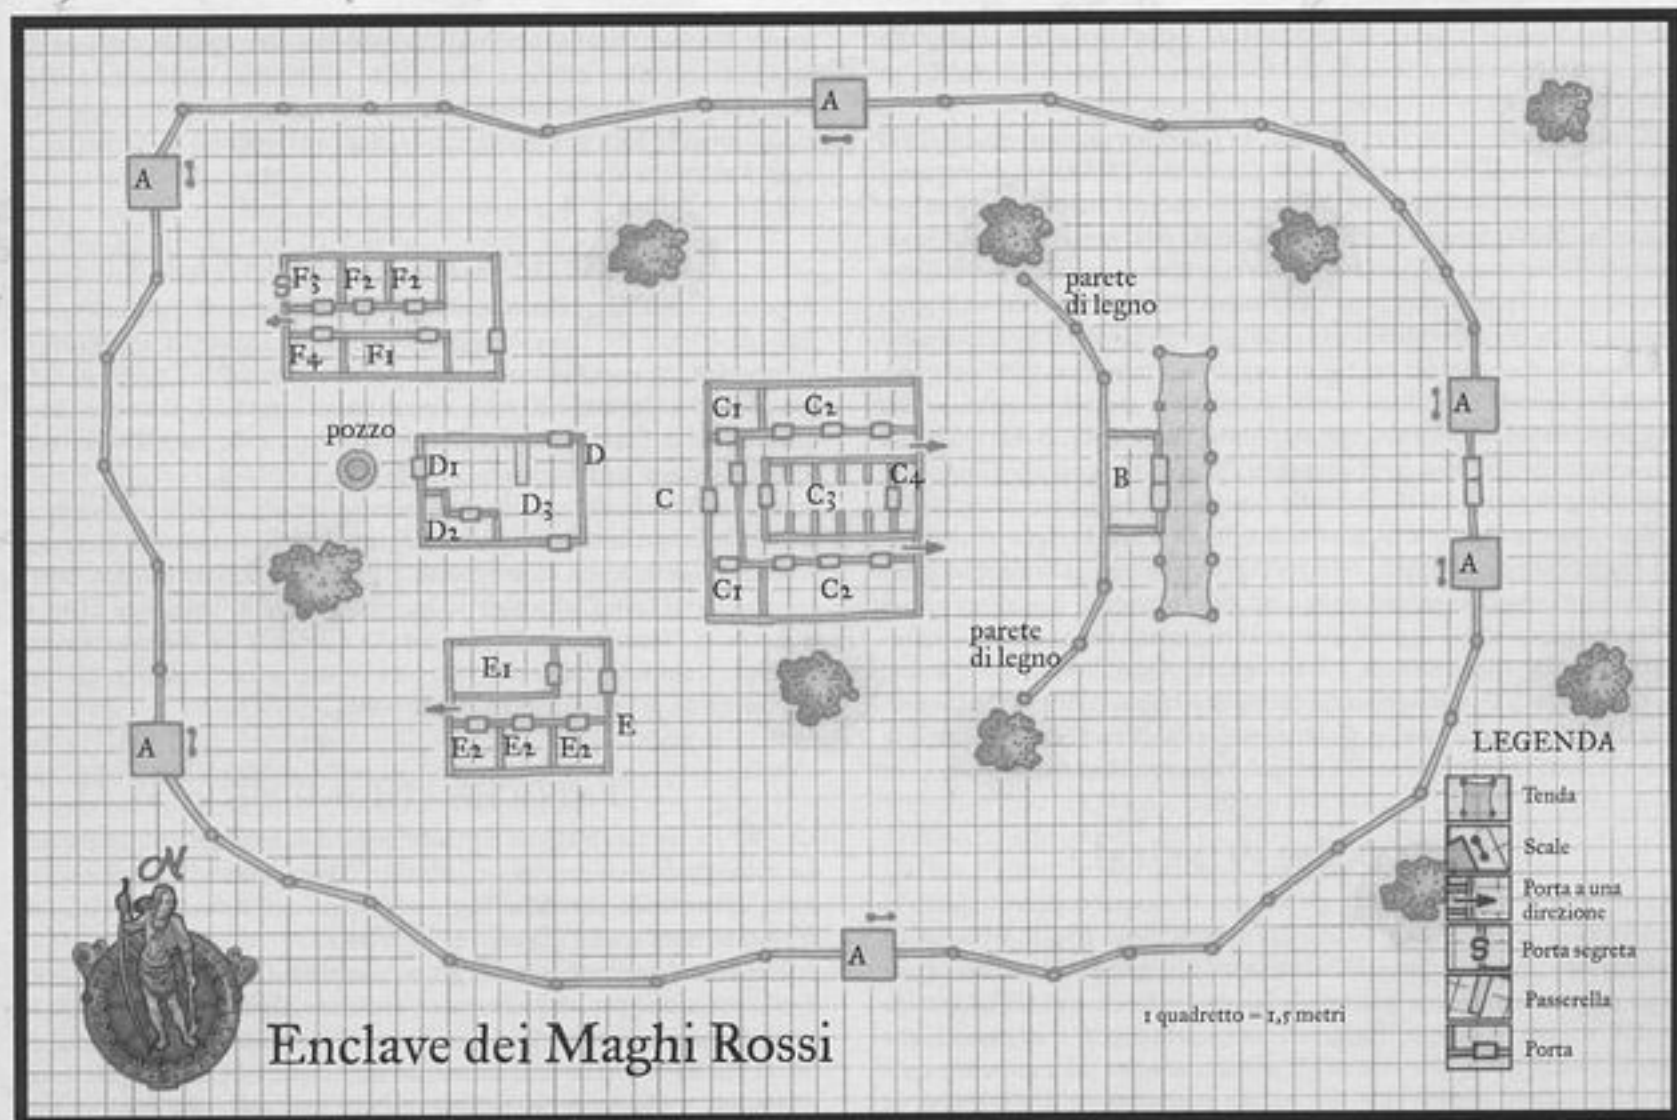 A
A
F3 F2 F2
S
F4 F1
parete
di legno
pozzo
D1
D
D3
D2
C1 C2
C
C3
C4
C1 C2
B
A
A
parete
di legno
E1
E
E2 E2 E2
A
A
N
LEGENDA
Tenda
Scale
Porta a una
direzione
S Porta segreta
Passerella
Porta
1 quadretto = 1,5 metri
Enclave dei Maghi Rossi